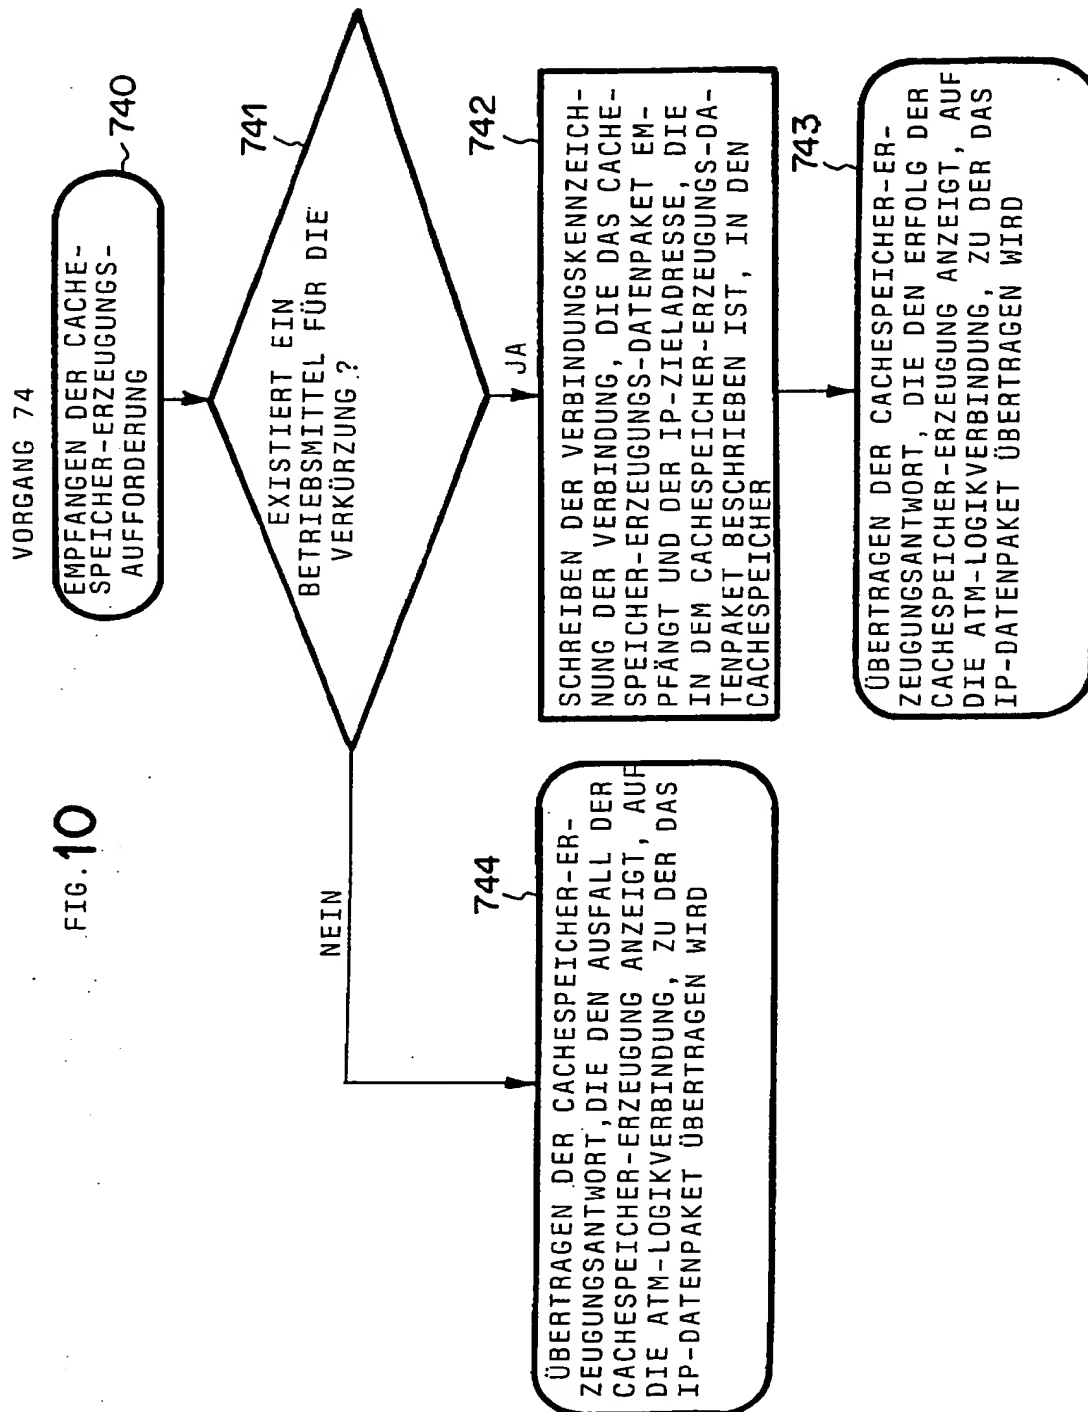 FIG. 10
VORGANG 74
EMPFANGEN DER CACHE-
SPEICHER-ERZEUGUNGS-
AUFFORDERUNG
740
EXISTIERT EIN
BETRIEBSMITTEL FÜR DIE
VERKÜRZUNG?
741
NEIN
JA
SCHREIBEN DER VERBINDUNGSKENNZEICH-
NUNG DER VERBINDUNG, DIE DAS CACHE-
SPEICHER-ERZEUGUNGS-DATENPAKET EM-
PFÄNGT UND DER IP-ZIELADRESSE, DIE
IN DEM CACHESPEICHER-ERZEUGUNGS-DA-
TENPAKET BESCHRIEBEN IST, IN DEN
CACHESPEICHER
742
ÜBERTRAGEN DER CACHESPEICHER-ER-
ZEUGUNGSANTWORT, DIE DEN ERFOLG DER
CACHESPEICHER-ERZEUGUNG ANZEIGT, AUF
DIE ATM-LOGIKVERBINDUNG, ZU DER DAS
IP-DATENPAKET ÜBERTRAGEN WIRD
743
ÜBERTRAGEN DER CACHESPEICHER-ER-
ZEUGUNGSANTWORT, DIE DEN AUSFALL DER
CACHESPEICHER-ERZEUGUNG ANZEIGT, AUF
DIE ATM-LOGIKVERBINDUNG, ZU DER DAS
IP-DATENPAKET ÜBERTRAGEN WIRD
744